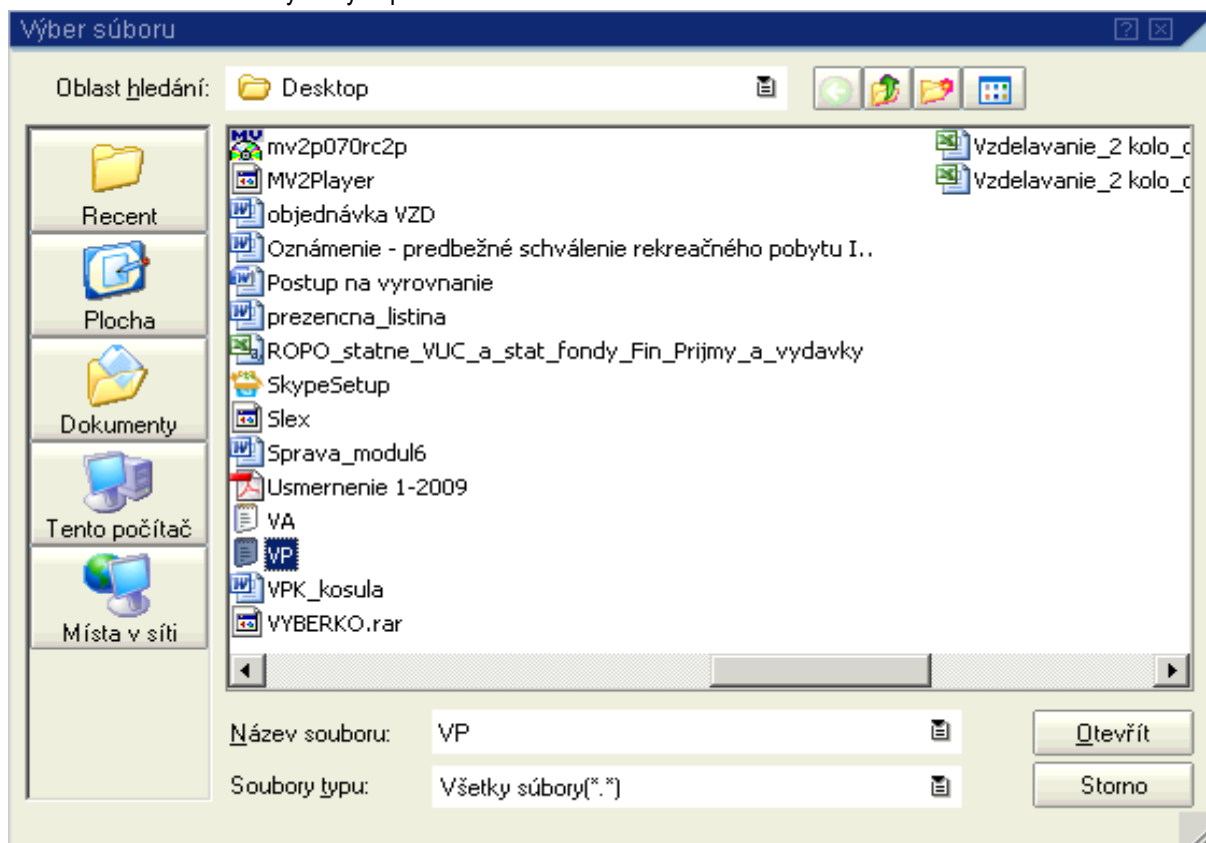 Výber súboru
Oblast hledání:
Desktop
Recent
Plocha
Dokumenty
Tento počítač
Místa v síti
mv2p070rc2p
MV2Player
objednávka VZD
Oznámenie - predbežné schválenie rekreačného pobytu I..
Postup na vyrovnanie
prezencna_listina
ROPO_statne_VUC_a_stat_fondy_Fin_Prijmy_a_vydavky
SkypeSetup
Slex
Sprava_modul6
Usmernenie 1-2009
VA
VP
VPK_kosula
VYBERKO.rar
Vzdelavanie_2 kolo_
Vzdelavanie_2 kolo_
Název souboru:
VP
Otevřít
Soubory typu:
Všetky súbory(*.*)
Storno